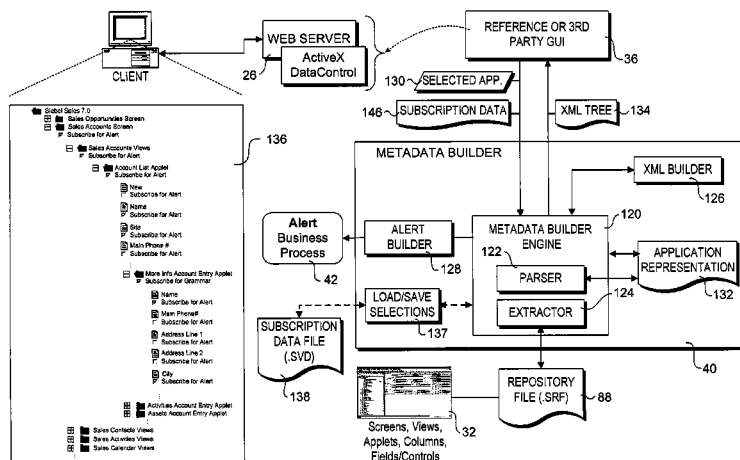 CLIENT
WEB SERVER
26
ActiveX
DataControl
REFERENCE OR 3RD
PARTY GUI
36
130
SELECTED APP.
146
SUBSCRIPTION DATA
XML TREE
134
136
Siebel Sales 7.0
Sales Opportunities Screen
Sales Accounts Screen
Subscribe for Alert
Sales Accounts Views
Subscribe for Alert
Account List Applet
Subscribe for Alert
New
Subscribe for Alert
Name
Subscribe for Alert
Site
Subscribe for Alert
Main Phone #
Subscribe for Alert
More Info Account Entry Applet
Subscribe for Grammar
Name
Subscribe for Alert
Main Phone#
Subscribe for Alert
Address Line 1
Subscribe for Alert
Address Line 2
Subscribe for Alert
City
Subscribe for Alert
Activities Account Entry Applet
Assets Account Entry Applet
Sales Contacts Views
Sales Activities Views
Sales Calendar Views
METADATA BUILDER
XML BUILDER
126
Alert
Business
Process
42
ALERT
BUILDER
128
METADATA BUILDER
ENGINE
120
122
PARSER
124
EXTRACTOR
APPLICATION
REPRESENTATION
132
LOAD/SAVE
SELECTIONS
137
SUBSCRIPTION
DATA FILE
(.SVD)
138
40
32
Screens, Views,
Applets, Columns,
Fields/Controls
REPOSITORY
FILE (.SRF)
88